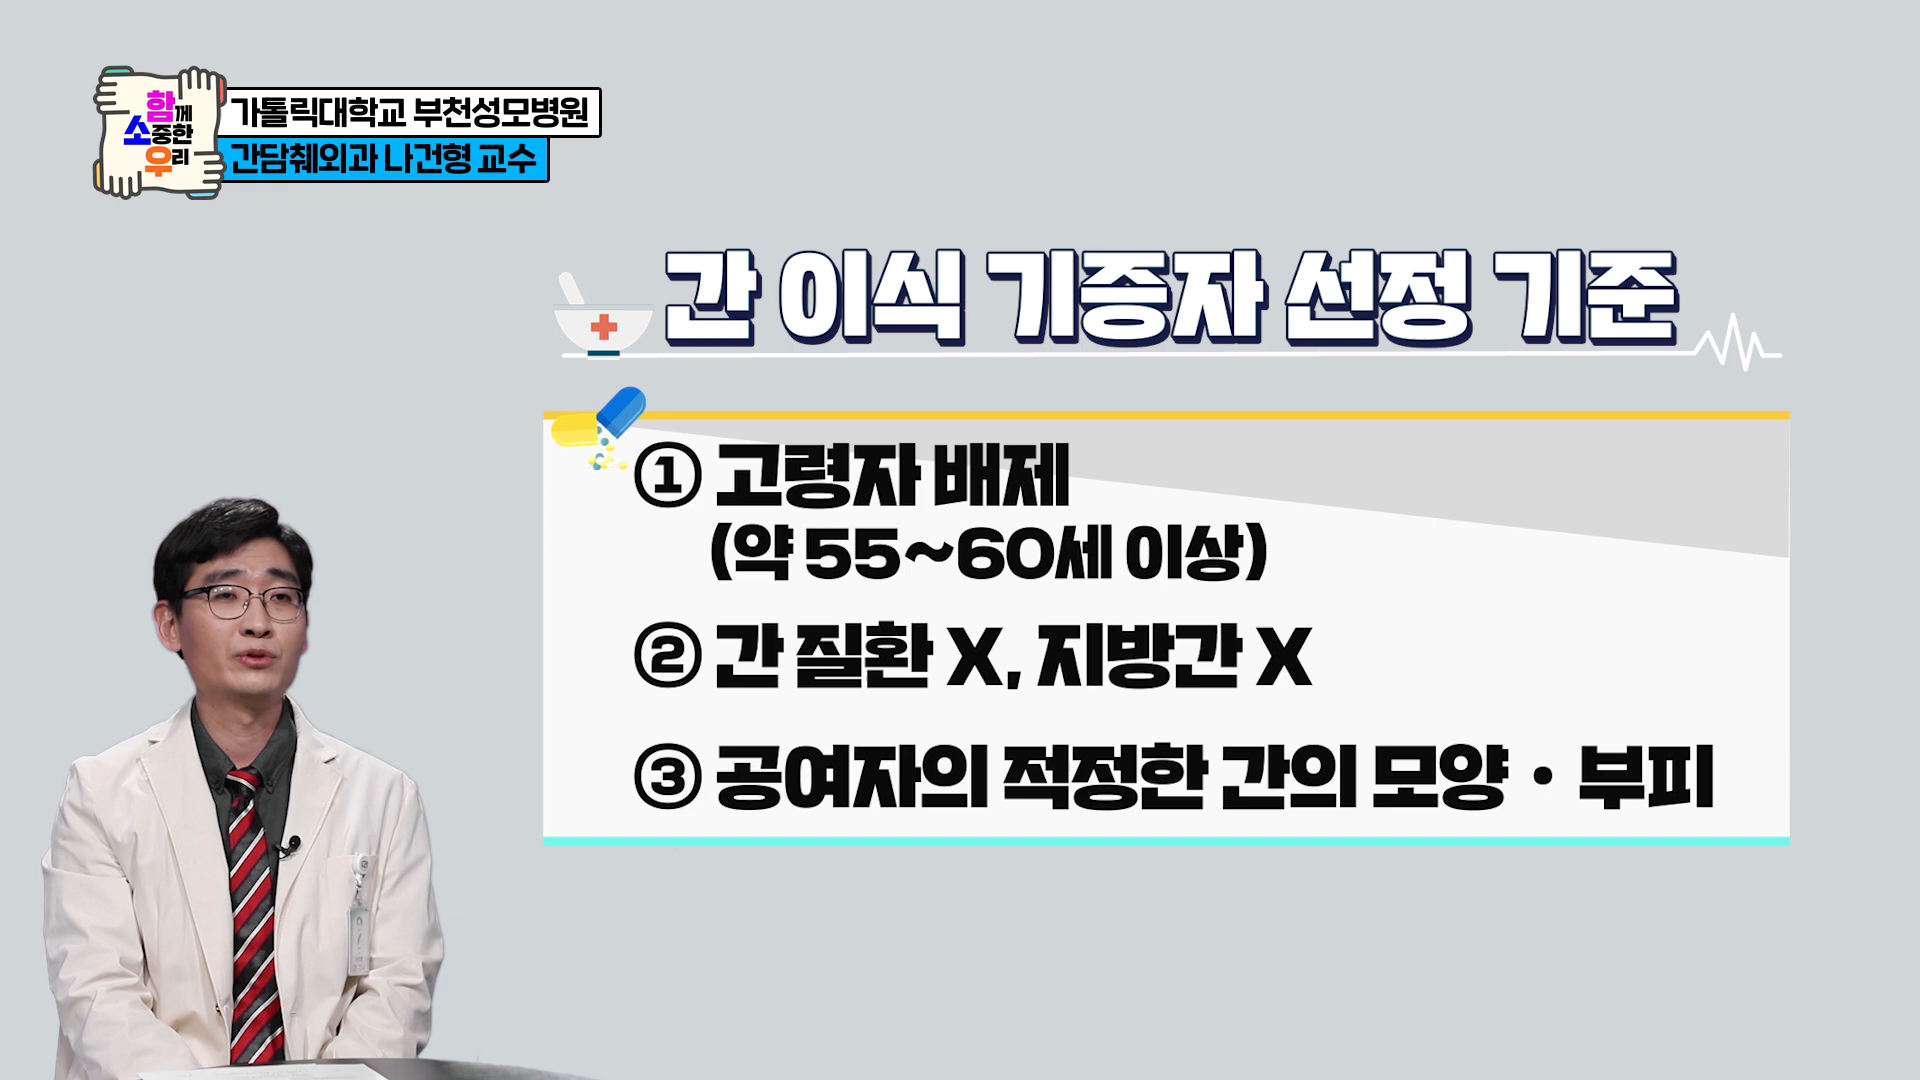 함께
소중한
우리
가톨릭대학교 부천성모병원
간담췌외과 나건형 교수
간 이식 기증자 선정 기준
① 고령자 배제
(약 55~60세 이상)
② 간 질환 X, 지방간 X
③ 공여자의 적정한 간의 모양·부피